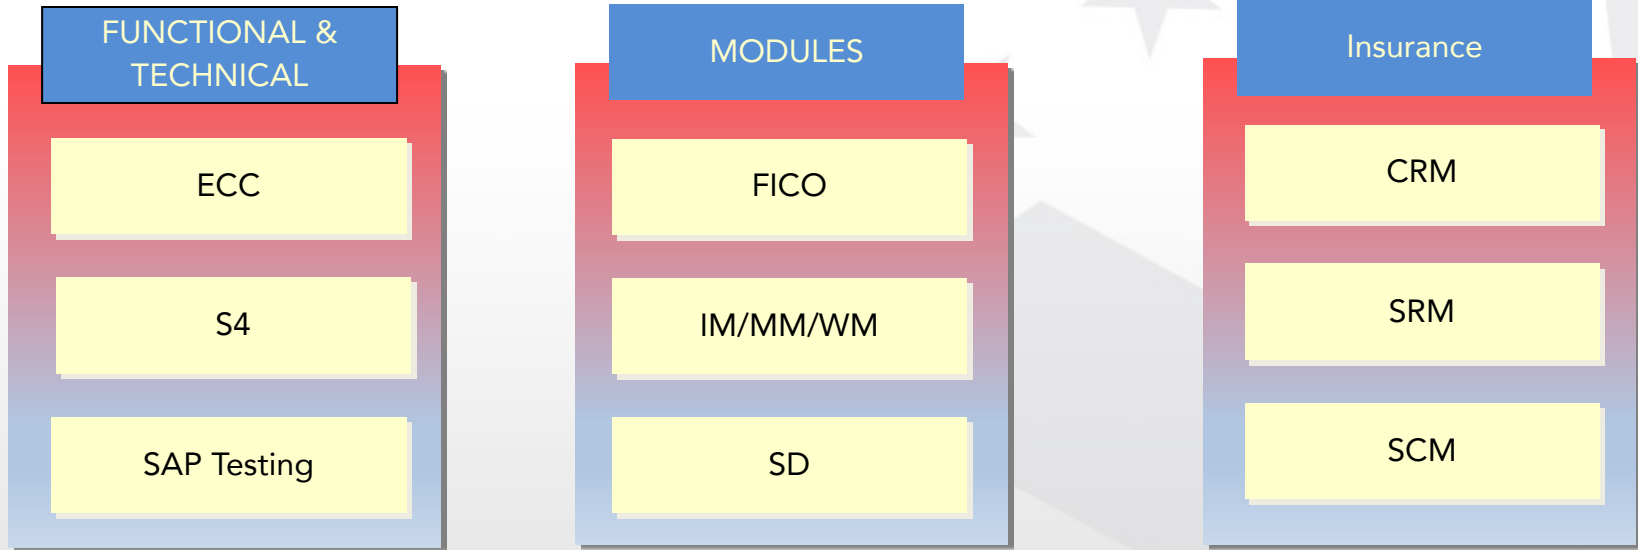 FUNCTIONAL &
TECHNICAL
ECC
S4
SAP Testing
MODULES
FICO
IM/MM/WM
SD
Insurance
CRM
SRM
SCM